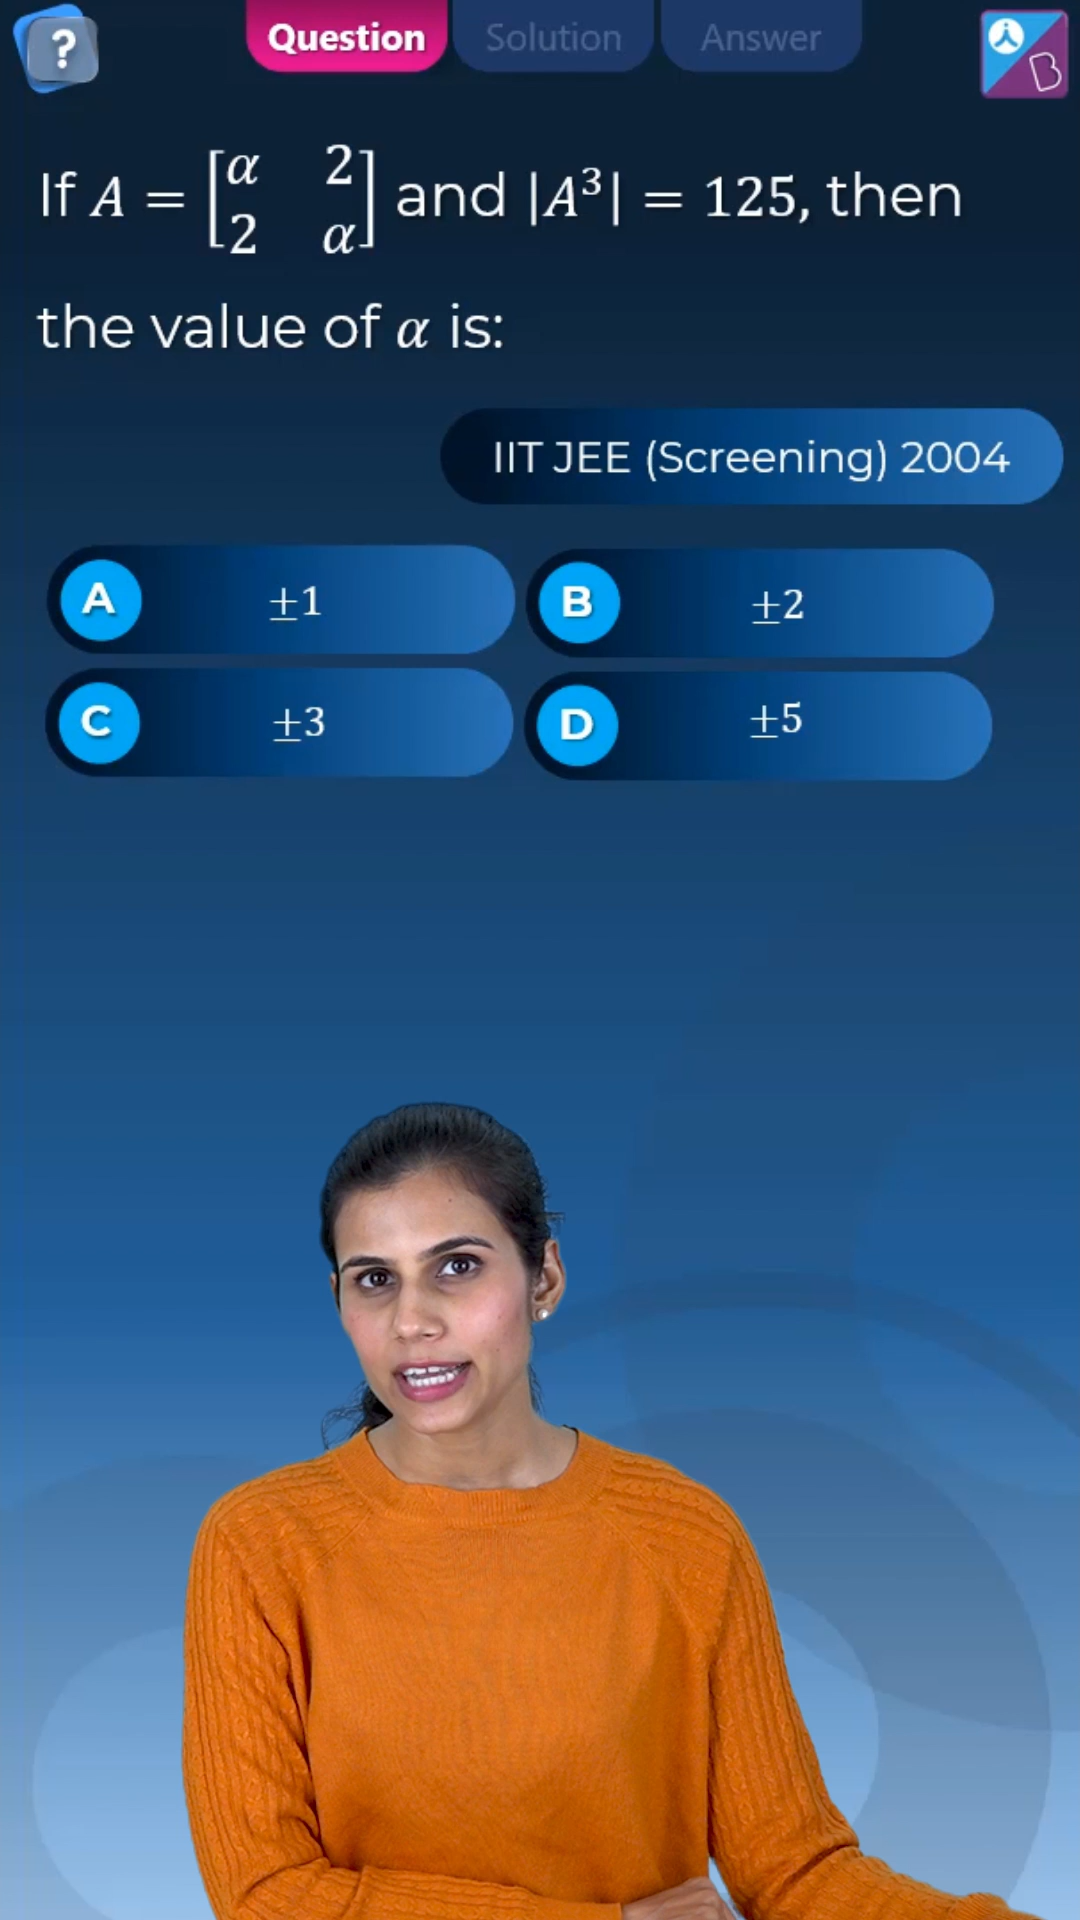 ?
Question Solution Answer
B
If A = [α 2
2 α] and |A³| = 125, then
the value of α is:
IIT JEE (Screening) 2004
A ±1 B ±2
C ±3 D ±5